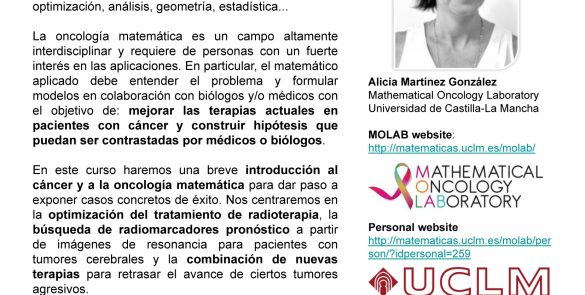 optimización, análisis, geometría, estadística...
La oncología matemática es un campo altamente
interdisciplinar y requiere de personas con un fuerte
interés en las aplicaciones. En particular, el matemático
aplicado debe entender el problema y formular
modelos en colaboración con biólogos y/o médicos con
el objetivo de: mejorar las terapias actuales en
pacientes con cáncer y construir hipótesis que
puedan ser contrastadas por médicos o biólogos.
En este curso haremos una breve introducción al
cáncer y a la oncología matemática para dar paso a
exponer casos concretos de éxito. Nos centraremos en
la optimización del tratamiento de radioterapia, la
búsqueda de radiomarcadores pronóstico a partir
de imágenes de resonancia para pacientes con
tumores cerebrales y la combinación de nuevas
terapias para retrasar el avance de ciertos tumores
agresivos.
Alicia Martínez González
Mathematical Oncology Laboratory
Universidad de Castilla-La Mancha
MOLAB website:
http://matematicas.uclm.es/molab/
MATHEMATICAL
ONCOLOGY
LABORATORY
Personal website
http://matematicas.uclm.es/molab/per
son/?idpersonal=259
UCLM